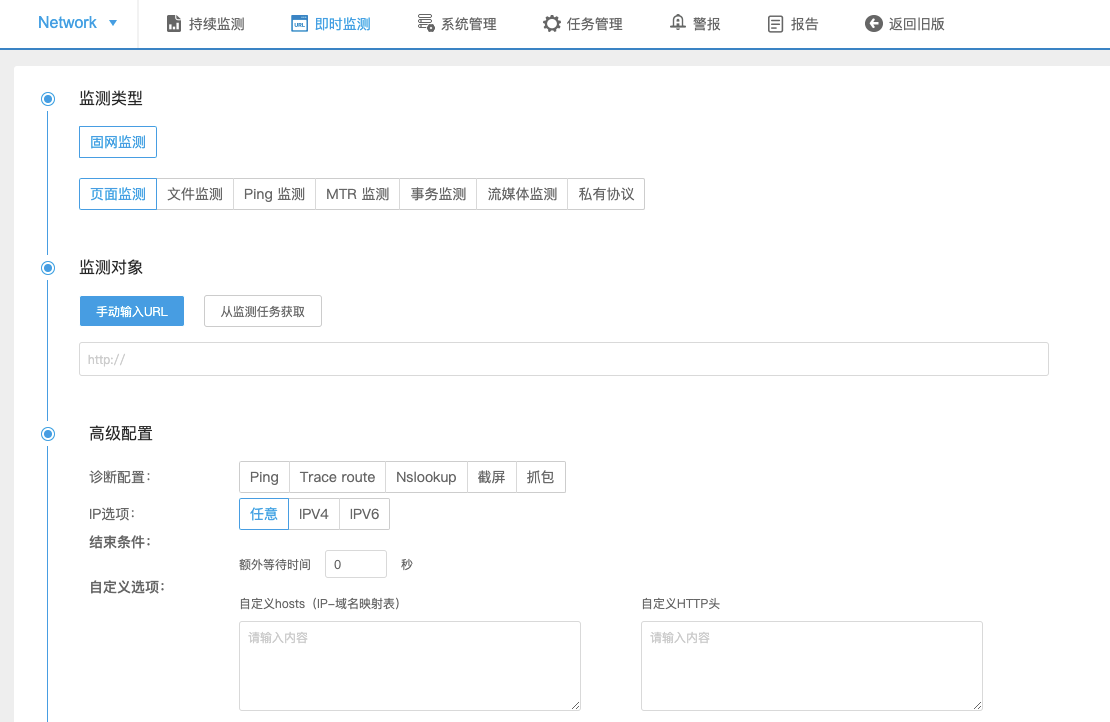 Network 持续监测 URL 即时监测 系统管理 任务管理 警报 报告 返回旧版
监测类型
固网监测
页面监测 文件监测 Ping 监测 MTR 监测 事务监测 流媒体监测 私有协议
监测对象
手动输入URL 从监测任务获取
http://
高级配置
诊断配置: Ping Trace route Nslookup 截屏 抓包
IP选项: 任意 IPV4 IPV6
结束条件:
额外等待时间 0 秒
自定义选项:
自定义hosts（IP-域名映射表） 自定义HTTP头
请输入内容 请输入内容